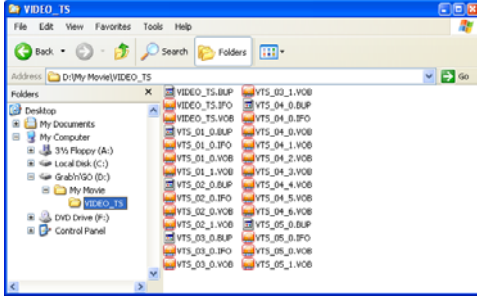 VIDEO_TS
File Edit View Favorites Tools Help
Back Search Folders
Address D:\My Movie\VIDEO_TS Go
Folders
Desktop
My Documents
My Computer
3½ Floppy (A:)
Local Disk (C:)
Grab'n'GO (D:)
My Movie
VIDEO_TS
DVD Drive (F:)
Control Panel
VIDEO_TS.BUP
VIDEO_TS.IFO
VIDEO_TS.VOB
VTS_01_0.BUP
VTS_01_0.IFO
VTS_01_0.VOB
VTS_01_1.VOB
VTS_02_0.BUP
VTS_02_0.IFO
VTS_02_0.VOB
VTS_02_1.VOB
VTS_03_0.BUP
VTS_03_0.IFO
VTS_03_0.VOB
VTS_03_1.VOB
VTS_04_0.BUP
VTS_04_0.IFO
VTS_04_0.VOB
VTS_04_1.VOB
VTS_04_2.VOB
VTS_04_3.VOB
VTS_04_4.VOB
VTS_04_5.VOB
VTS_04_6.VOB
VTS_05_0.BUP
VTS_05_0.IFO
VTS_05_0.VOB
VTS_05_1.VOB